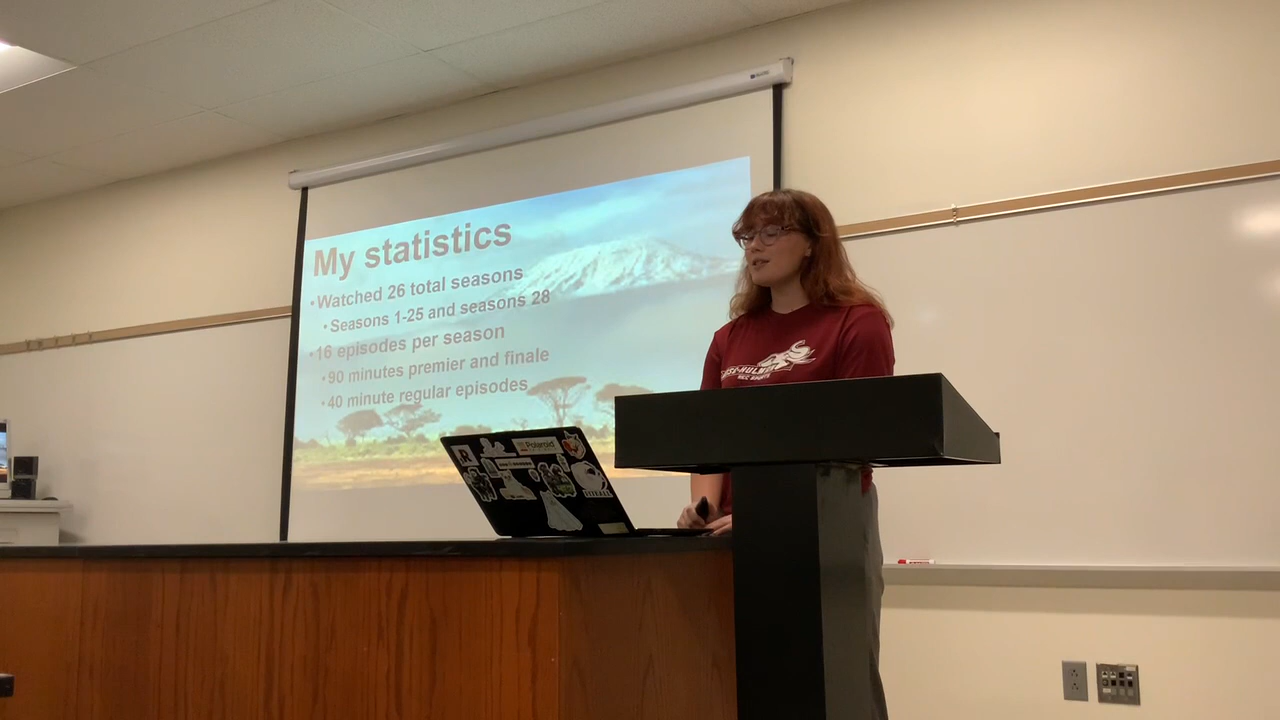 My statistics
•Watched 26 total seasons
•Seasons 1-25 and seasons 28
•16 episodes per season
•90 minutes premier and finale
•40 minute regular episodes
Polaroid